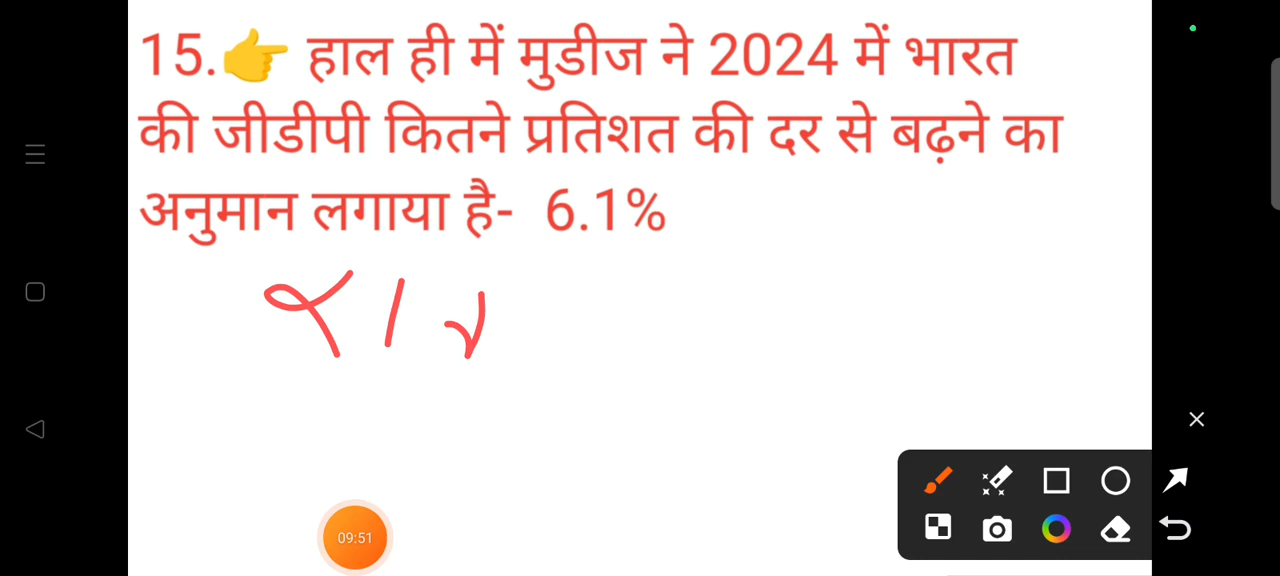 15.👉 हाल ही में मुडीज ने 2024 में भारत
की जीडीपी कितने प्रतिशत की दर से बढ़ने का
अनुमान लगाया है- 6.1%
09:51